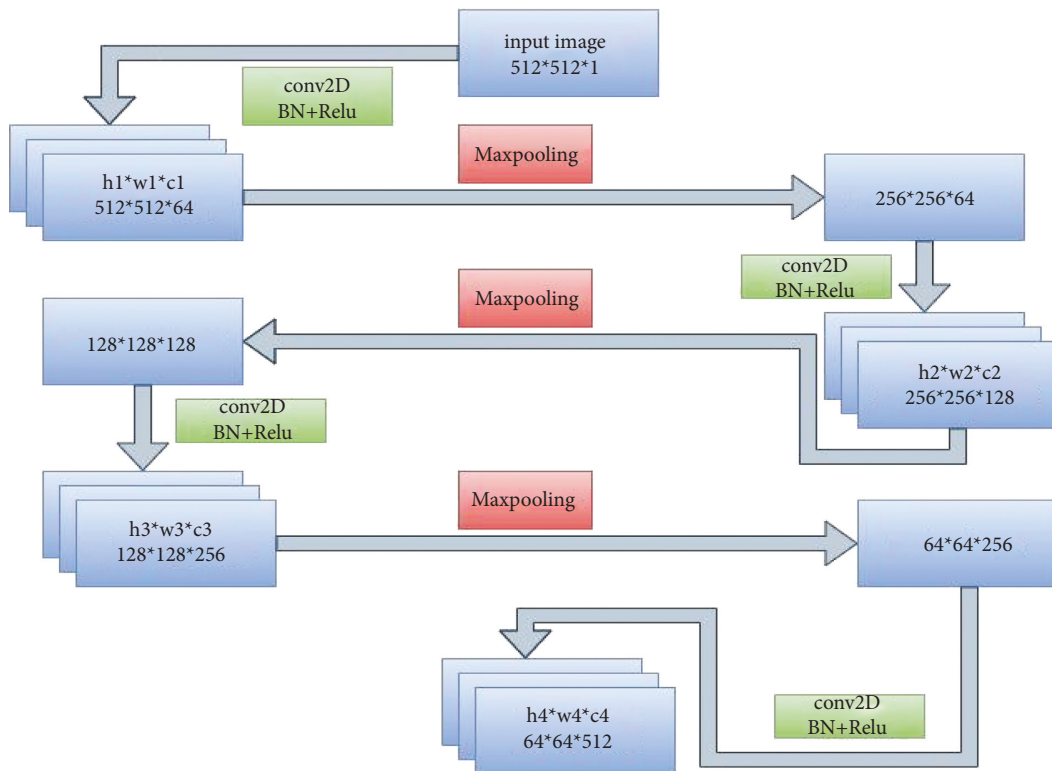 input image
512*512*1
conv2D
BN+Relu
h1*w1*c1
512*512*64
Maxpooling
256*256*64
conv2D
BN+Relu
h2*w2*c2
256*256*128
Maxpooling
128*128*128
conv2D
BN+Relu
h3*w3*c3
128*128*256
Maxpooling
64*64*256
conv2D
BN+Relu
h4*w4*c4
64*64*512